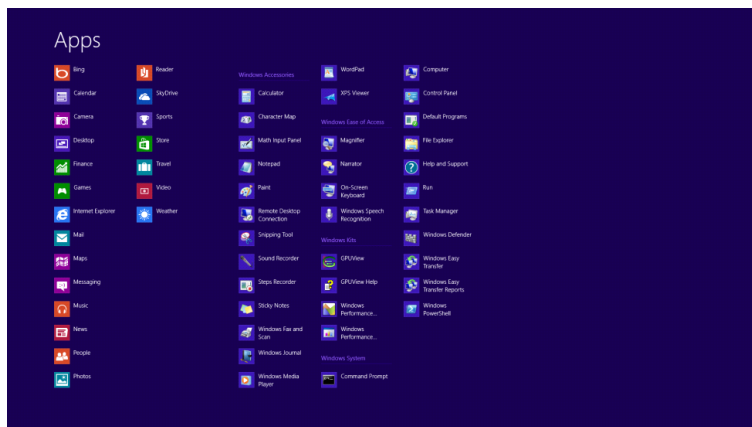 Apps
Bing
Calendar
Camera
Desktop
Finance
Games
Internet Explorer
Mail
Maps
Messaging
Music
News
People
Photos
Reader
SkyDrive
Sports
Store
Travel
Video
Weather
Windows Accessories
Calculator
Character Map
Math Input Panel
Notepad
Paint
Remote Desktop
Connection
Snipping Tool
Sound Recorder
Steps Recorder
Sticky Notes
Windows Fax and
Scan
Windows Journal
Windows Media
Player
WordPad
XPS Viewer
Windows Ease of Access
Magnifier
Narrator
On-Screen
Keyboard
Windows Speech
Recognition
Windows Kits
GPUView
GPUView Help
Windows
Performance...
Windows
Performance...
Windows System
Command Prompt
Computer
Control Panel
Default Programs
File Explorer
Help and Support
Run
Task Manager
Windows Defender
Windows Easy
Transfer
Windows Easy
Transfer Reports
Windows
PowerShell